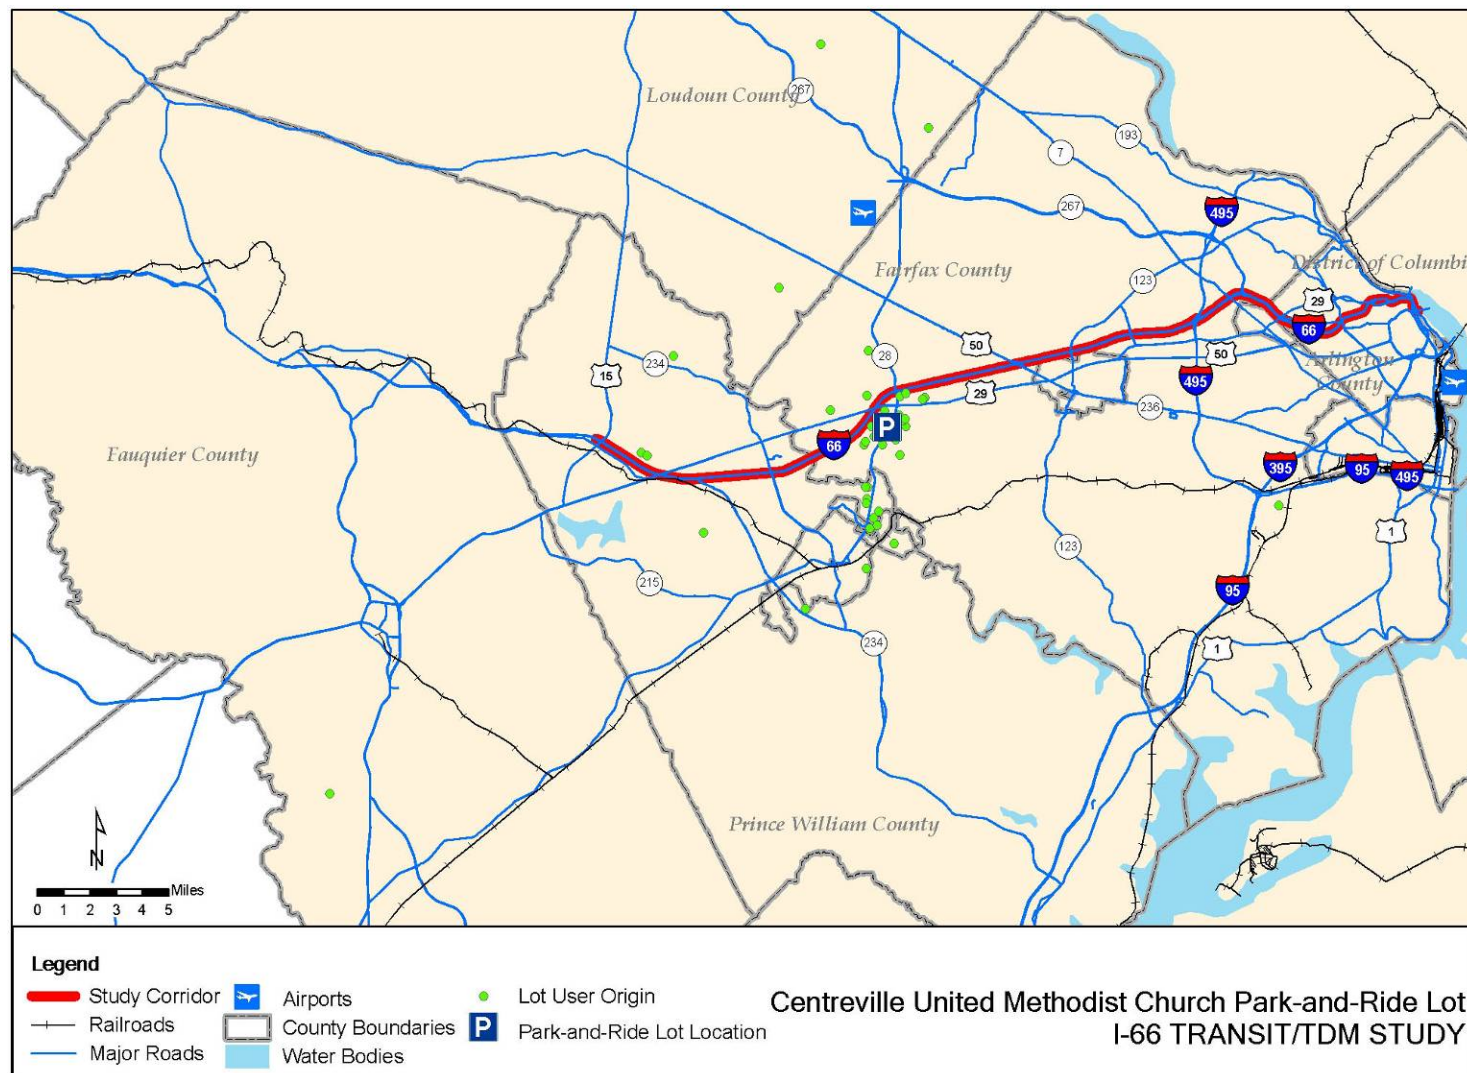 Loudoun County
267
193
7
267
495
Fairfax County
District of Columbi
123
29
66
50
28
234
15
50
Arlington
County
495
29
236
P
66
Fauquier County
395
95
495
1
123
215
95
234
1
Prince William County
N
Miles
0 1 2 3 4 5
Legend
Study Corridor
Airports
Lot User Origin
Railroads
County Boundaries
P
Park-and-Ride Lot Location
Major Roads
Water Bodies
Centreville United Methodist Church Park-and-Ride Lot
I-66 TRANSIT/TDM STUDY